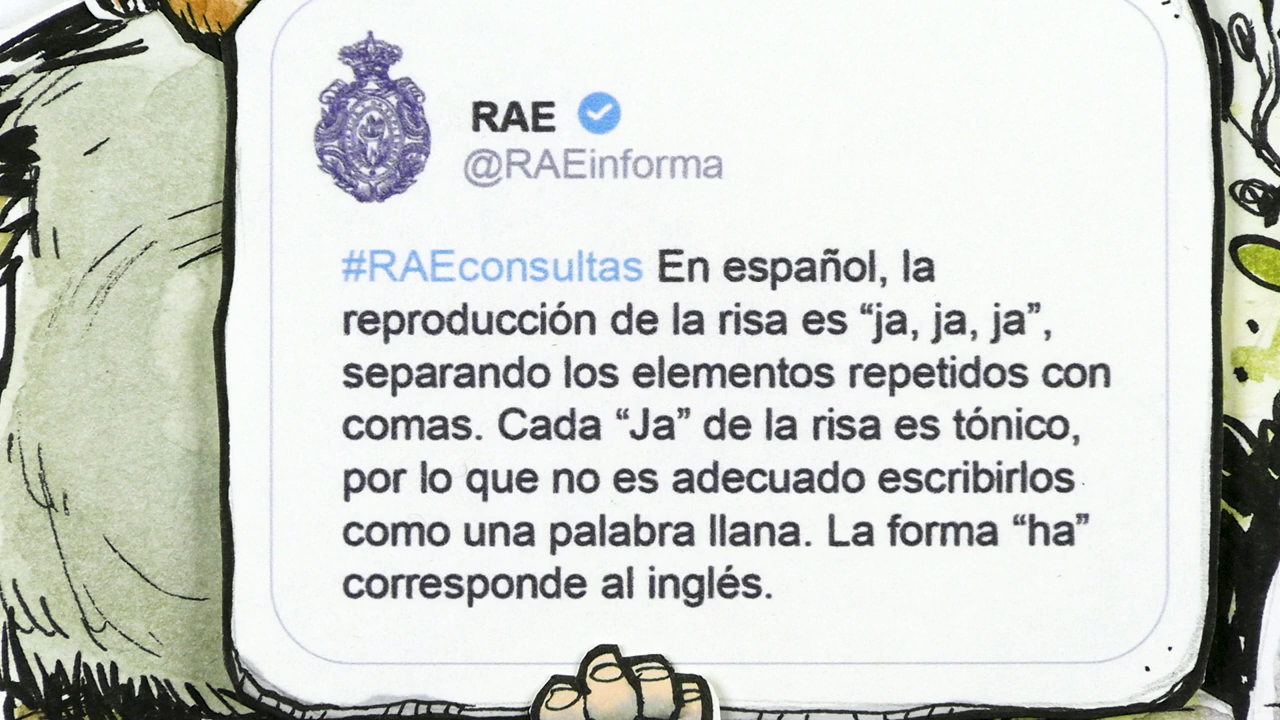 RAE
@RAEinforma
#RAEconsultas En español, la
reproducción de la risa es “ja, ja, ja”,
separando los elementos repetidos con
comas. Cada “Ja” de la risa es tónico,
por lo que no es adecuado escribirlos
como una palabra llana. La forma “ha”
corresponde al inglés.